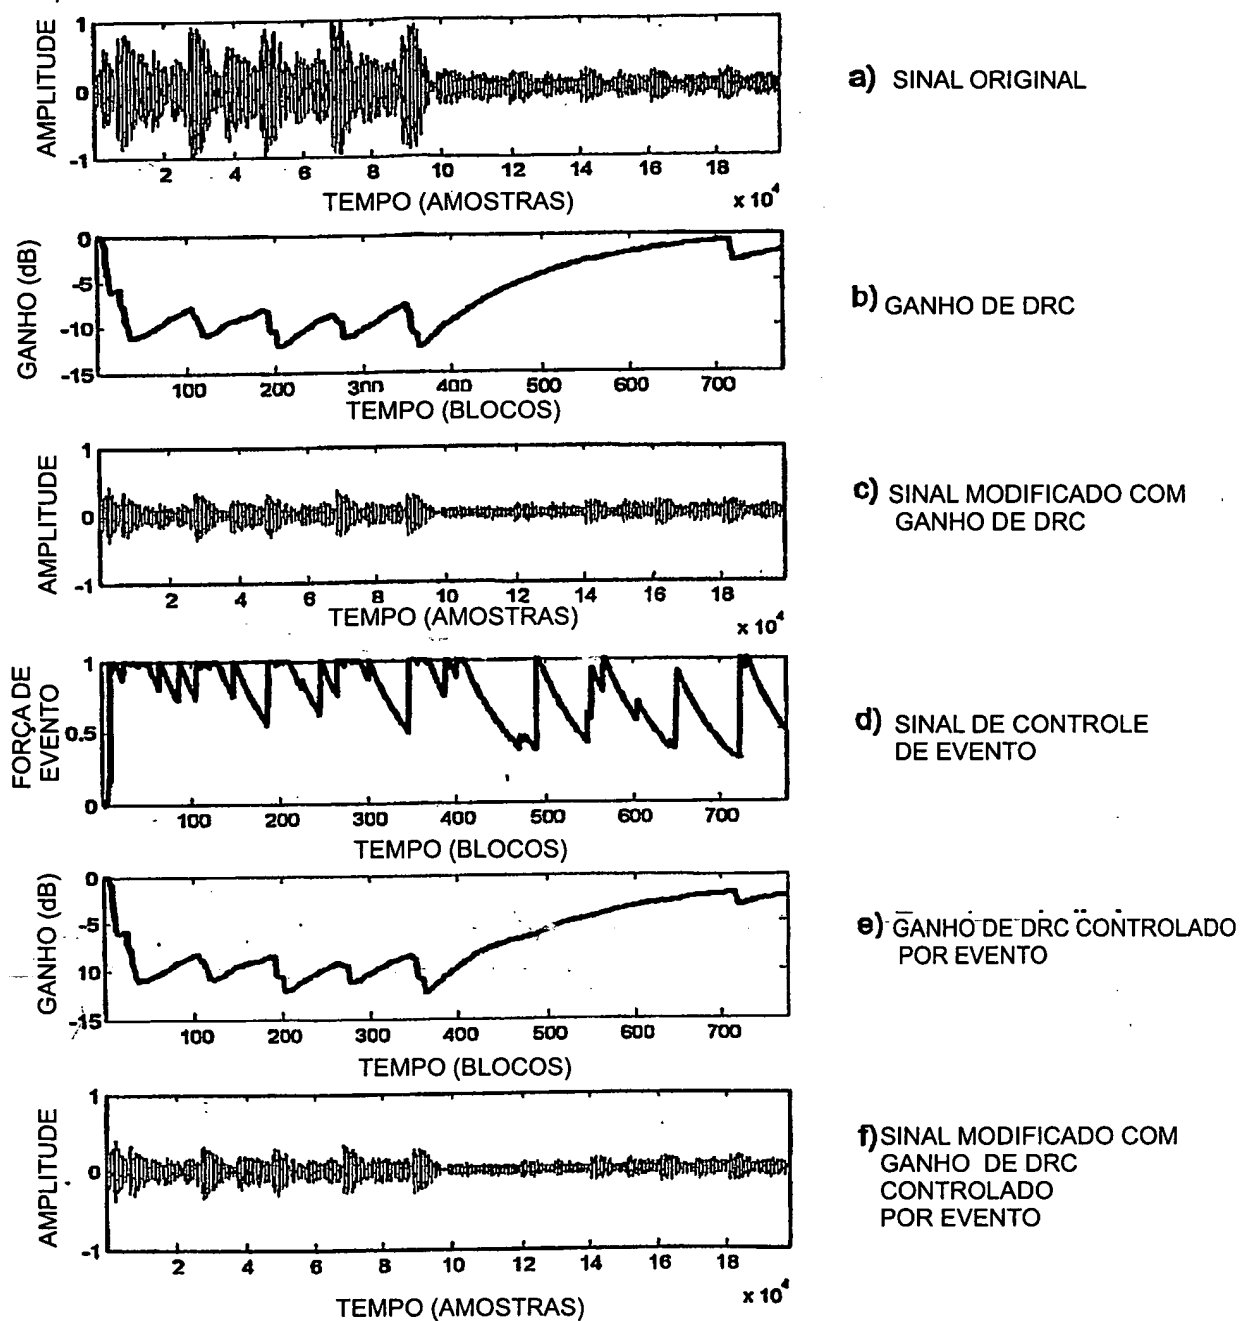 1
0
-1
AMPLITUDE
2 4 6 8 10 12 14 16 18
TEMPO (AMOSTRAS)
x 10⁴
a) SINAL ORIGINAL
0
-5
-10
-15
GANHO (dB)
100 200 300 400 500 600 700
TEMPO (BLOCOS)
b) GANHO DE DRC
1
0
-1
AMPLITUDE
2 4 6 8 10 12 14 16 18
TEMPO (AMOSTRAS)
x 10⁴
c) SINAL MODIFICADO COM
GANHO DE DRC
1
0.5
0
FORÇA DE
EVENTO
100 200 300 400 500 600 700
TEMPO (BLOCOS)
d) SINAL DE CONTROLE
DE EVENTO
0
-5
10
-15
GANHO (dB)
100 200 300 400 500 600 700
TEMPO (BLOCOS)
e) GANHO DE DRC CONTROLADO
POR EVENTO
1
0
-1
AMPLITUDE
2 4 6 8 10 12 14 16 18
TEMPO (AMOSTRAS)
x 10⁴
f) SINAL MODIFICADO COM
GANHO DE DRC
CONTROLADO
POR EVENTO